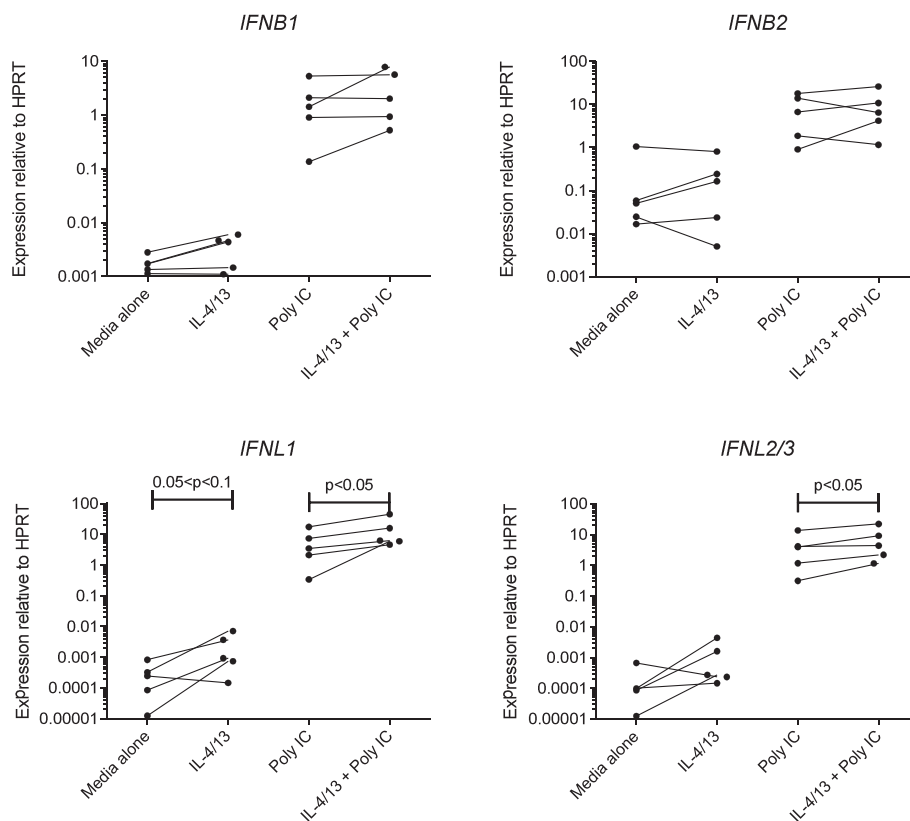 IFNB1
Expression relative to HPRT
10
1
0.1
0.01
0.001
Media alone
IL-4/13
Poly IC
IL-4/13 + Poly IC
IFNB2
Expression relative to HPRT
100
10
1
0.1
0.01
0.001
Media alone
IL-4/13
Poly IC
IL-4/13 + Poly IC
IFNL1
0.05<p<0.1
p<0.05
ExPression relative to HPRT
100
10
1
0.1
0.01
0.001
0.0001
0.00001
Media alone
IL-4/13
Poly IC
IL-4/13 + Poly IC
IFNL2/3
p<0.05
ExPression relative to HPRT
100
10
1
0.1
0.01
0.001
0.0001
0.00001
Media alone
IL-4/13
Poly IC
IL-4/13 + Poly IC